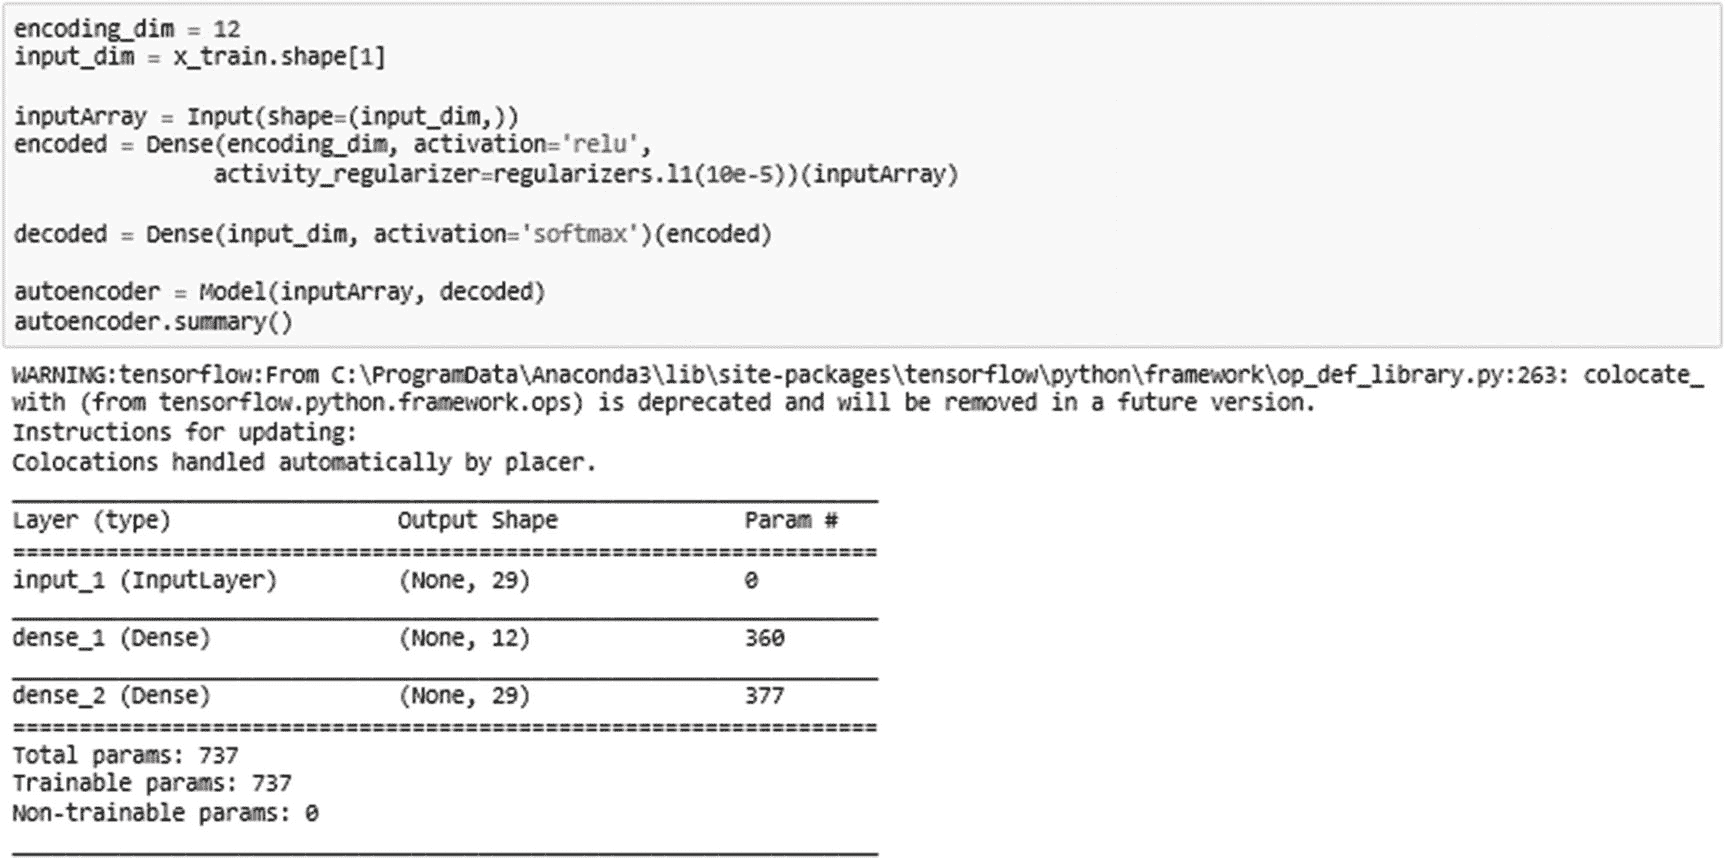 encoding_dim = 12
input_dim = x_train.shape[1]
inputArray = Input(shape=(input_dim,))
encoded = Dense(encoding_dim, activation='relu',
activity_regularizer=regularizers.l1(10e-5))(inputArray)
decoded = Dense(input_dim, activation='softmax')(encoded)
autoencoder = Model(inputArray, decoded)
autoencoder.summary()
WARNING:tensorflow:From C:\ProgramData\Anaconda3\lib\site-packages\tensorflow\python\framework\op_def_library.py:263: colocate_
with (from tensorflow.python.framework.ops) is deprecated and will be removed in a future version.
Instructions for updating:
Colocations handled automatically by placer.
Layer (type) Output Shape Param #
=================================================================
input_1 (InputLayer) (None, 29) 0
dense_1 (Dense) (None, 12) 360
dense_2 (Dense) (None, 29) 377
=================================================================
Total params: 737
Trainable params: 737
Non-trainable params: 0